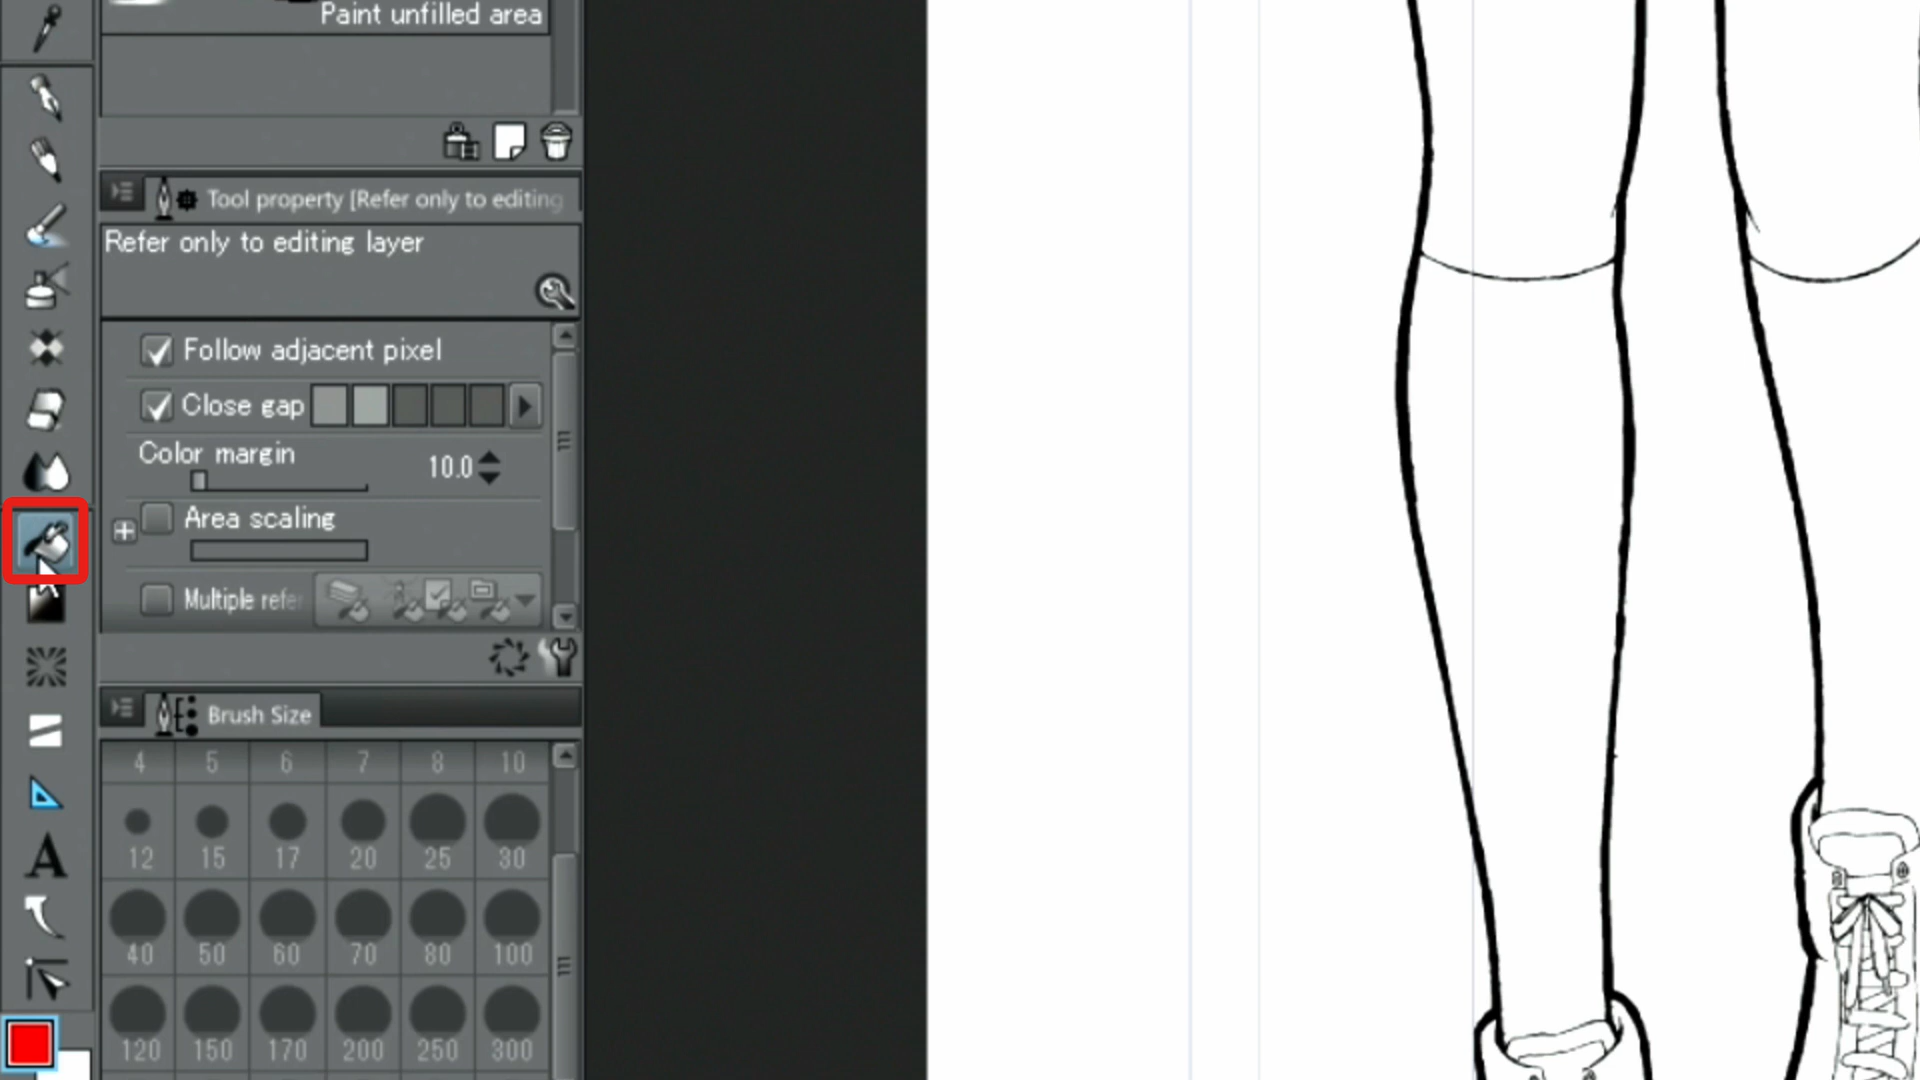 Paint unfilled area
Tool property [Refer only to editing
Refer only to editing layer
Follow adjacent pixel
Close gap
Color margin
10.0
Area scaling
Multiple refer
Brush Size
4 5 6 7 8 10
12 15 17 20 25 30
40 50 60 70 80 100
120 150 170 200 250 300
A